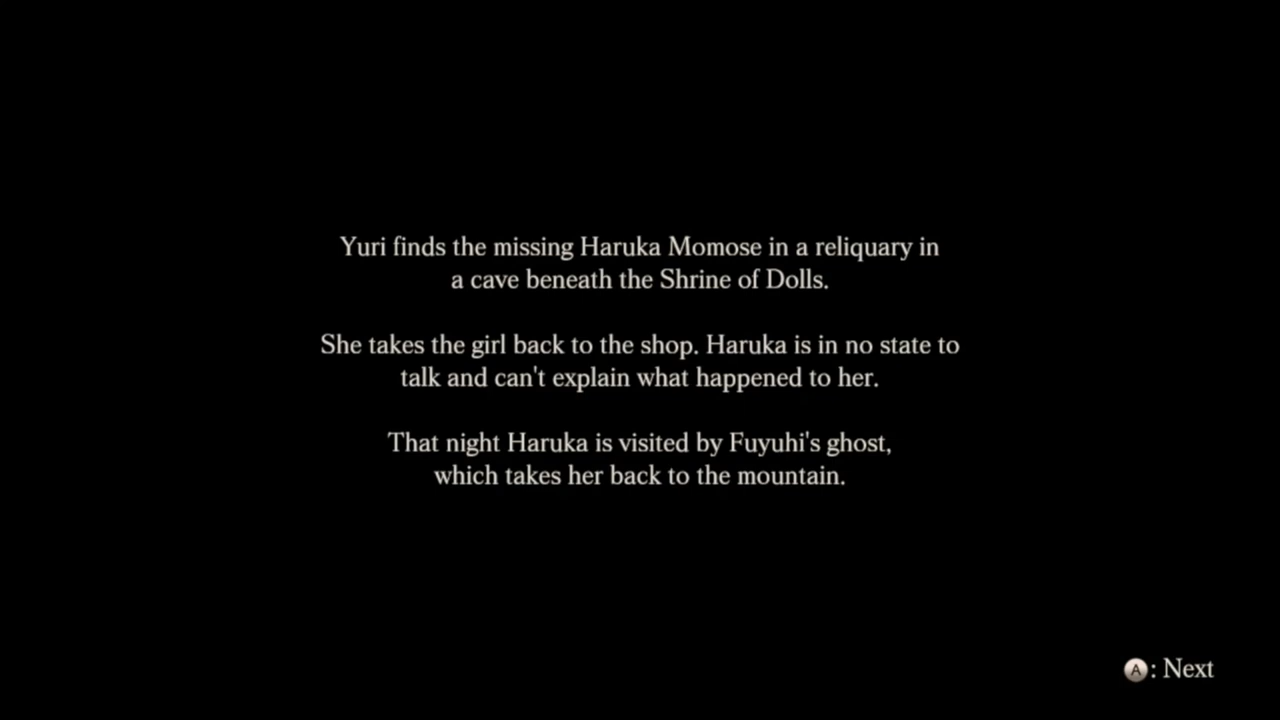 Yuri finds the missing Haruka Momose in a reliquary in
a cave beneath the Shrine of Dolls.
She takes the girl back to the shop. Haruka is in no state to
talk and can't explain what happened to her.
That night Haruka is visited by Fuyuhi's ghost,
which takes her back to the mountain.
A: Next